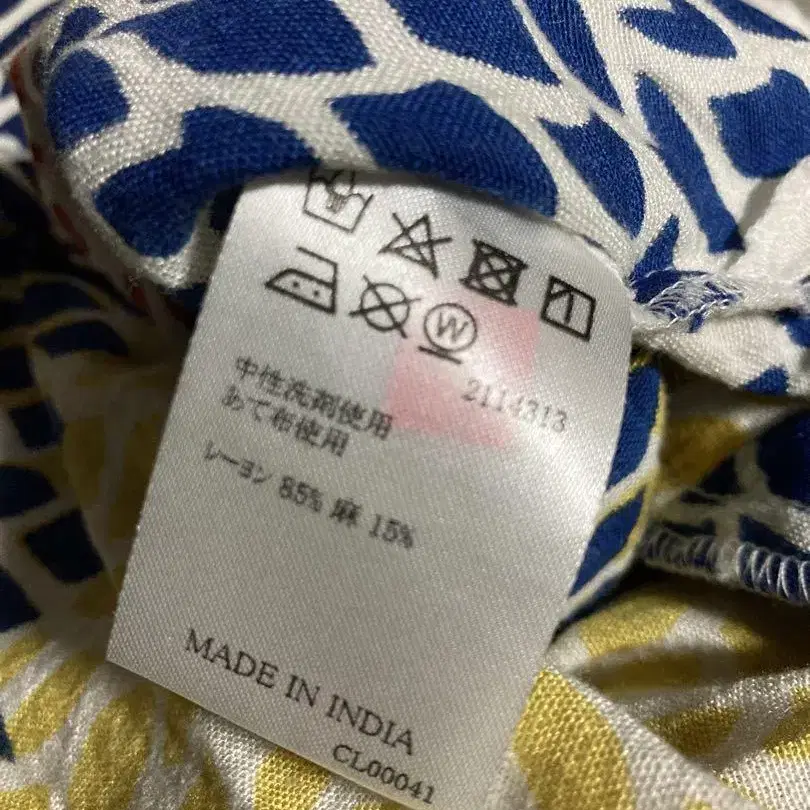 W
2114313
中性洗剤使用
あて布使用
レーヨン 85% 麻 15%
MADE IN INDIA
CL00041